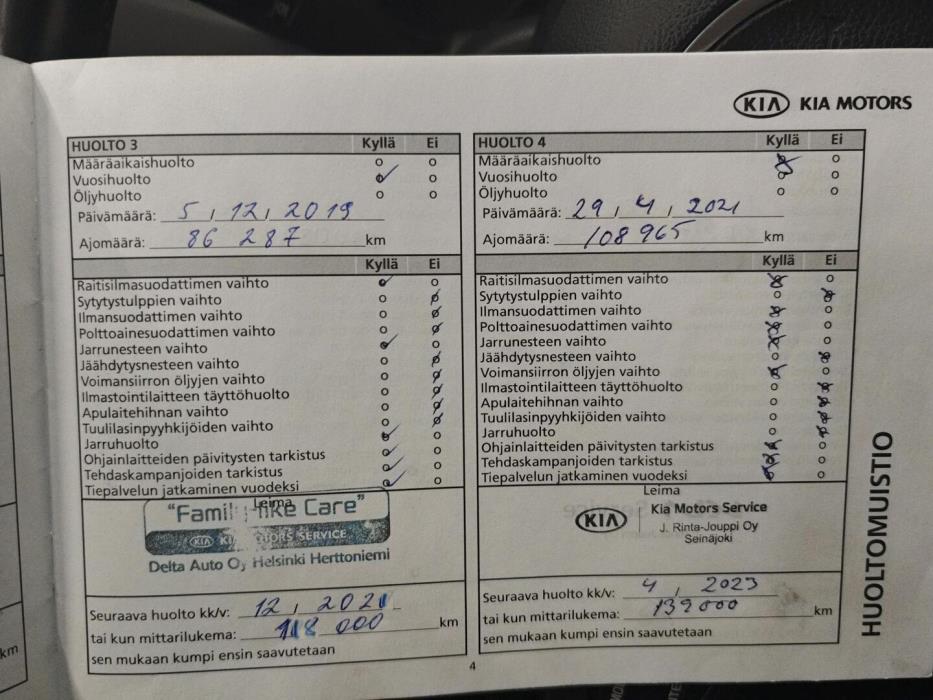 KIA KIA MOTORS
HUOLTO 3 Kyllä Ei
Määräaikaishuolto
Vuosihuolto
Öljyhuolto
Päivämäärä: 5, 12, 2019
Ajomäärä: 86 287 km
Kyllä Ei
Raitisilmasuodattimen vaihto
Sytytystulppien vaihto
Ilmansuodattimen vaihto
Polttoainesuodattimen vaihto
Jarrunesteen vaihto
Jäähdytysnesteen vaihto
Voimansiirron öljyjen vaihto
Ilmastointilaitteen täyttöhuolto
Apulaitehihnan vaihto
Tuulilasinpyyhkijöiden vaihto
Jarruhuolto
Ohjainlaitteiden päivitysten tarkistus
Tehdaskampanjoiden tarkistus
Tiepalvelun jatkaminen vuodeksi
Leima
"Family-like Care"
KIA KIA MOTORS SERVICE
Delta Auto Oy Helsinki Herttoniemi
Seuraava huolto kk/v: 12, 2021
tai kun mittarilukema: 118 000 km
sen mukaan kumpi ensin saavutetaan
HUOLTO 4 Kyllä Ei
Määräaikaishuolto
Vuosihuolto
Öljyhuolto
Päivämäärä: 29, 4, 2021
Ajomäärä: 108 965 km
Kyllä Ei
Raitisilmasuodattimen vaihto
Sytytystulppien vaihto
Ilmansuodattimen vaihto
Polttoainesuodattimen vaihto
Jarrunesteen vaihto
Jäähdytysnesteen vaihto
Voimansiirron öljyjen vaihto
Ilmastointilaitteen täyttöhuolto
Apulaitehihnan vaihto
Tuulilasinpyyhkijöiden vaihto
Jarruhuolto
Ohjainlaitteiden päivitysten tarkistus
Tehdaskampanjoiden tarkistus
Tiepalvelun jatkaminen vuodeksi
Leima
KIA Kia Motors Service
J. Rinta-Jouppi Oy
Seinäjoki
Seuraava huolto kk/v: 4, 2023
tai kun mittarilukema: 139000 km
sen mukaan kumpi ensin saavutetaan
HUOLTOMUISTIO
4
km